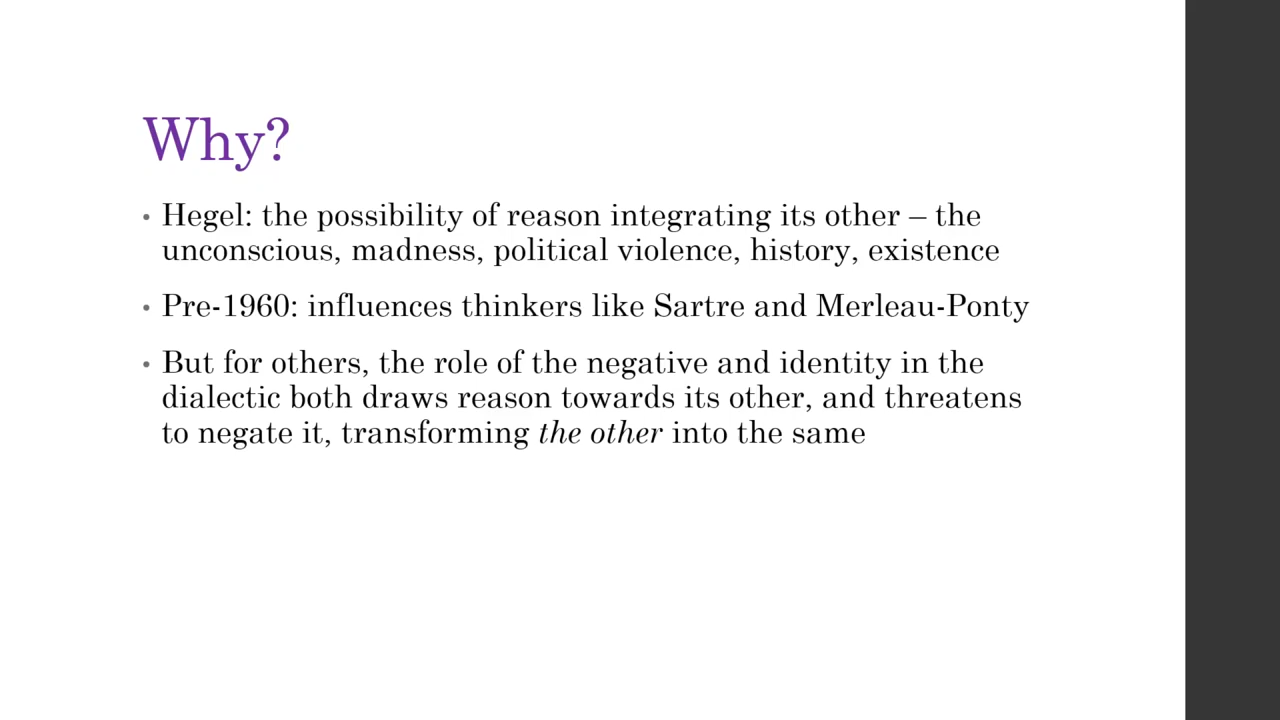 Why?
• Hegel: the possibility of reason integrating its other – the
unconscious, madness, political violence, history, existence
• Pre-1960: influences thinkers like Sartre and Merleau-Ponty
• But for others, the role of the negative and identity in the
dialectic both draws reason towards its other, and threatens
to negate it, transforming the other into the same